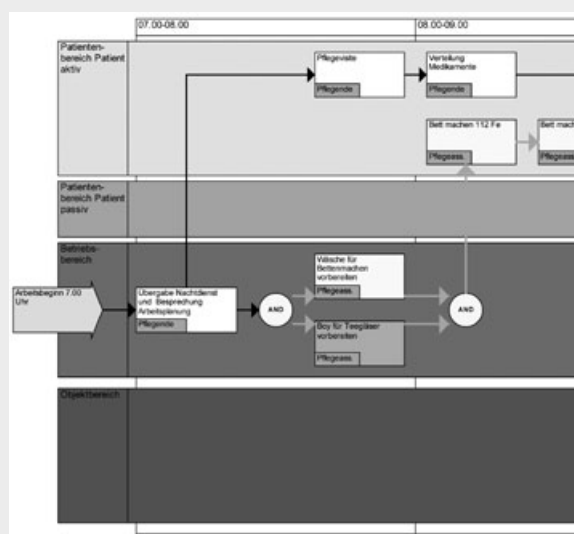 07.00-08.00
08.00-09.00
Patienten-
bereich Patient
aktiv
Pflegevisite
Pflegende
Verteilung
Medikamente
Pflegende
Bett machen 112 Fe
Pflegeass.
Bett mach
Pflegeass
Patienten-
bereich Patient
passiv
Betriebs-
bereich
Arbeitsbeginn 7.00
Uhr
Übergabe Nachtdienst
und Besprechung
Arbeitsplanung
Pflegende
AND
Wäsche für
Bettenmachen
vorbereiten
Pflegeass.
Boy für Teegläser
vorbereiten
Pflegeass.
AND
Objektbereich